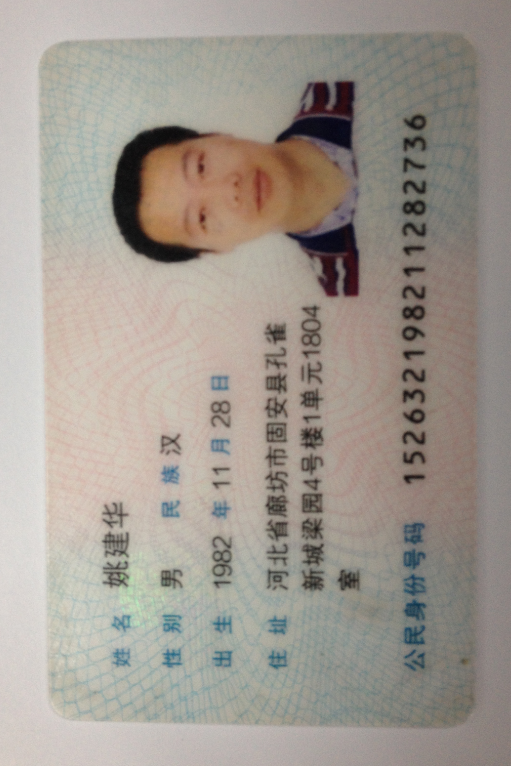 姓名 姚建华
性别 男 民族 汉
出生 1982 年 11 月 28 日
住址 河北省廊坊市固安县孔雀
新城梁园4号楼1单元1804
室
公民身份号码 152632198211282736